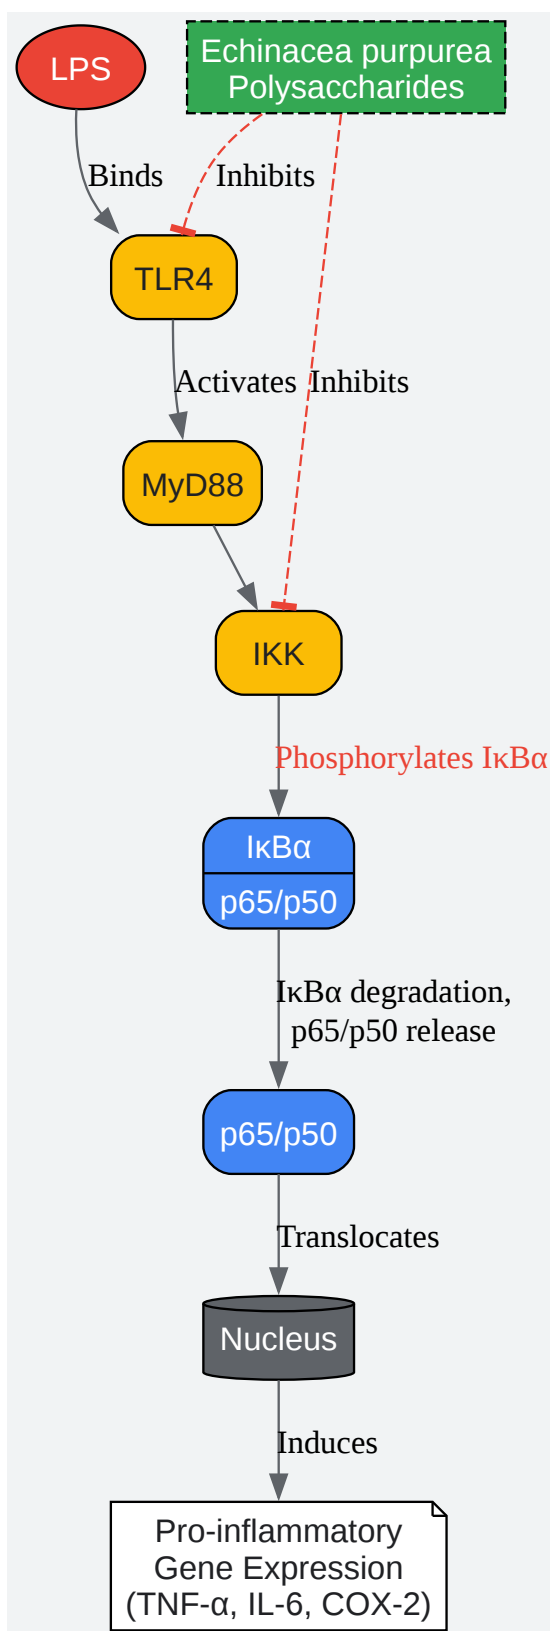 LPS
Echinacea purpurea
Polysaccharides
Binds
Inhibits
TLR4
Activates
Inhibits
MyD88
IKK
Phosphorylates IκBα
IκBα
p65/p50
IκBα degradation,
p65/p50 release
p65/p50
Translocates
Nucleus
Induces
Pro-inflammatory
Gene Expression
(TNF-α, IL-6, COX-2)